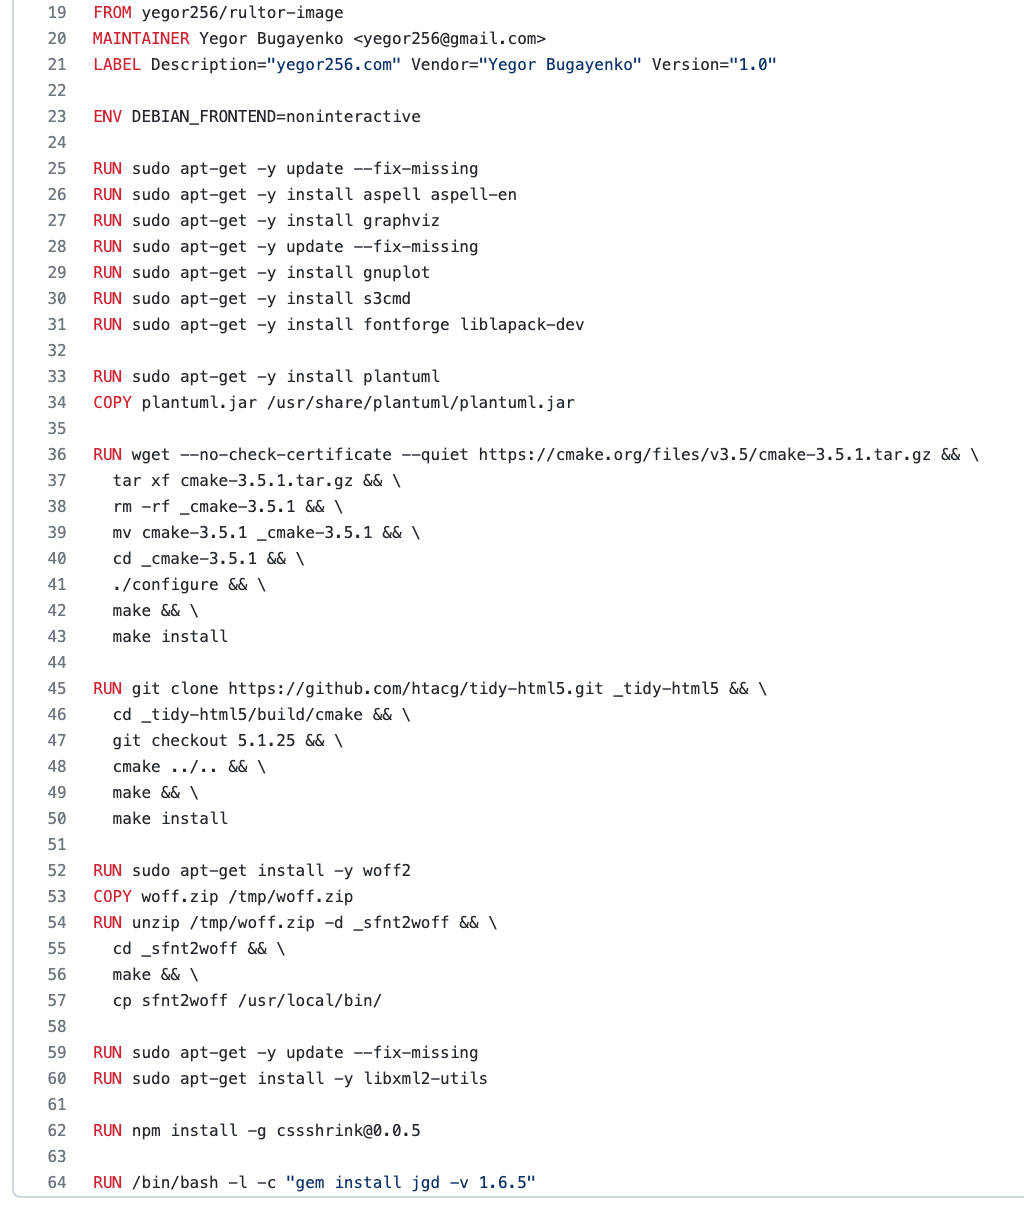 19 FROM yegor256/rultor-image
20 MAINTAINER Yegor Bugayenko <yegor256@gmail.com>
21 LABEL Description="yegor256.com" Vendor="Yegor Bugayenko" Version="1.0"
22
23 ENV DEBIAN_FRONTEND=noninteractive
24
25 RUN sudo apt-get -y update --fix-missing
26 RUN sudo apt-get -y install aspell aspell-en
27 RUN sudo apt-get -y install graphviz
28 RUN sudo apt-get -y update --fix-missing
29 RUN sudo apt-get -y install gnuplot
30 RUN sudo apt-get -y install s3cmd
31 RUN sudo apt-get -y install fontforge liblapack-dev
32
33 RUN sudo apt-get -y install plantuml
34 COPY plantuml.jar /usr/share/plantuml/plantuml.jar
35
36 RUN wget --no-check-certificate --quiet https://cmake.org/files/v3.5/cmake-3.5.1.tar.gz && \
37   tar xf cmake-3.5.1.tar.gz && \
38   rm -rf _cmake-3.5.1 && \
39   mv cmake-3.5.1 _cmake-3.5.1 && \
40   cd _cmake-3.5.1 && \
41   ./configure && \
42   make && \
43   make install
44
45 RUN git clone https://github.com/htacg/tidy-html5.git _tidy-html5 && \
46   cd _tidy-html5/build/cmake && \
47   git checkout 5.1.25 && \
48   cmake ../.. && \
49   make && \
50   make install
51
52 RUN sudo apt-get install -y woff2
53 COPY woff.zip /tmp/woff.zip
54 RUN unzip /tmp/woff.zip -d _sfnt2woff && \
55   cd _sfnt2woff && \
56   make && \
57   cp sfnt2woff /usr/local/bin/
58
59 RUN sudo apt-get -y update --fix-missing
60 RUN sudo apt-get install -y libxml2-utils
61
62 RUN npm install -g cssshrink@0.0.5
63
64 RUN /bin/bash -l -c "gem install jgd -v 1.6.5"